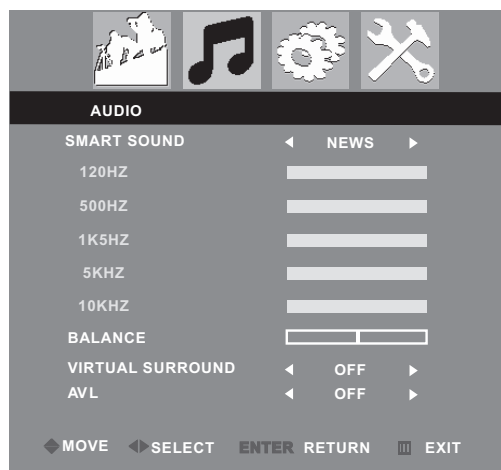 AUDIO
SMART SOUND NEWS
120HZ
500HZ
1K5HZ
5KHZ
10KHZ
BALANCE
VIRTUAL SURROUND OFF
AVL OFF
MOVE SELECT ENTER RETURN EXIT